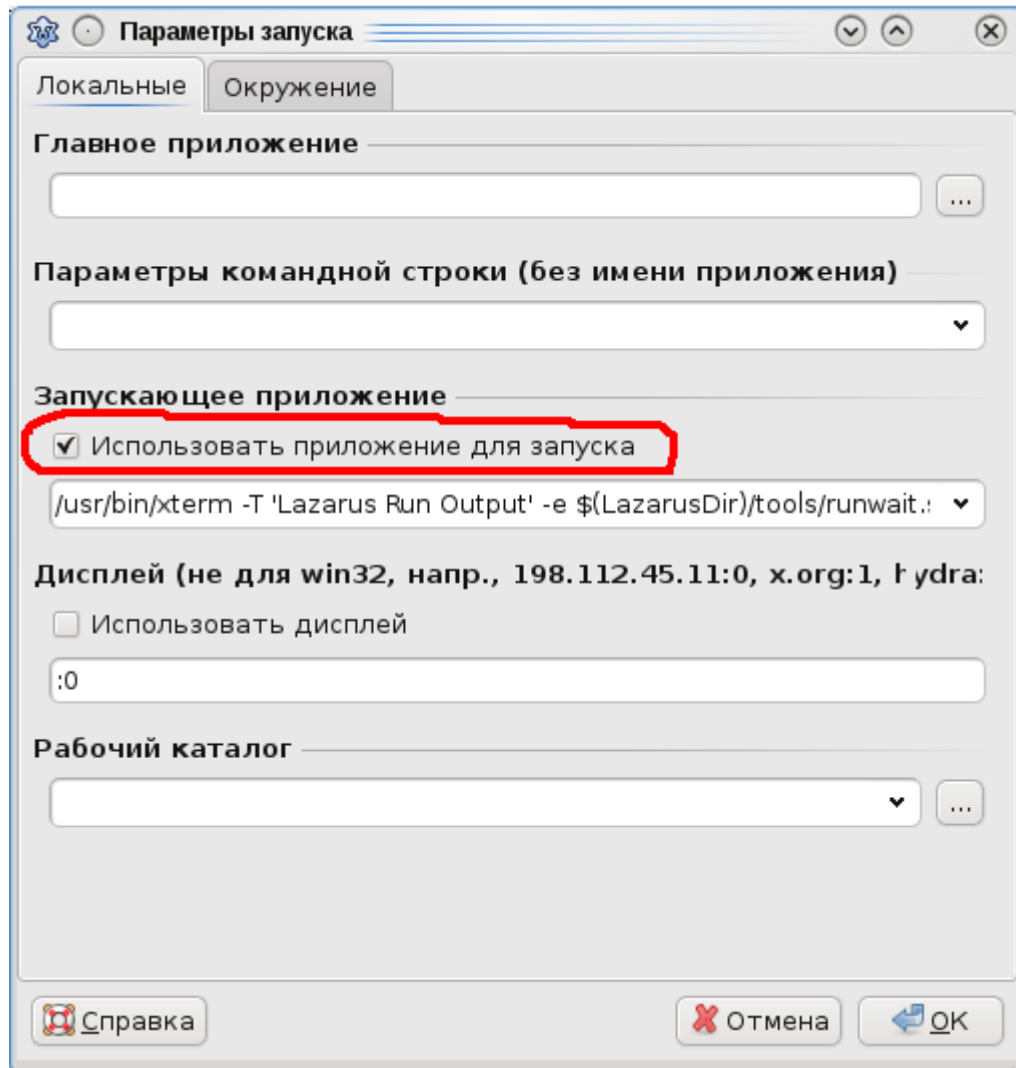 Параметры запуска
Локальные
Окружение
Главное приложение
...
Параметры командной строки (без имени приложения)
Запускающее приложение
Использовать приложение для запуска
/usr/bin/xterm -T 'Lazarus Run Output' -e $(LazarusDir)/tools/runwait.s
Дисплей (не для win32, напр., 198.112.45.11:0, x.org:1, hydra:
Использовать дисплей
:0
Рабочий каталог
...
Справка
Отмена
OK